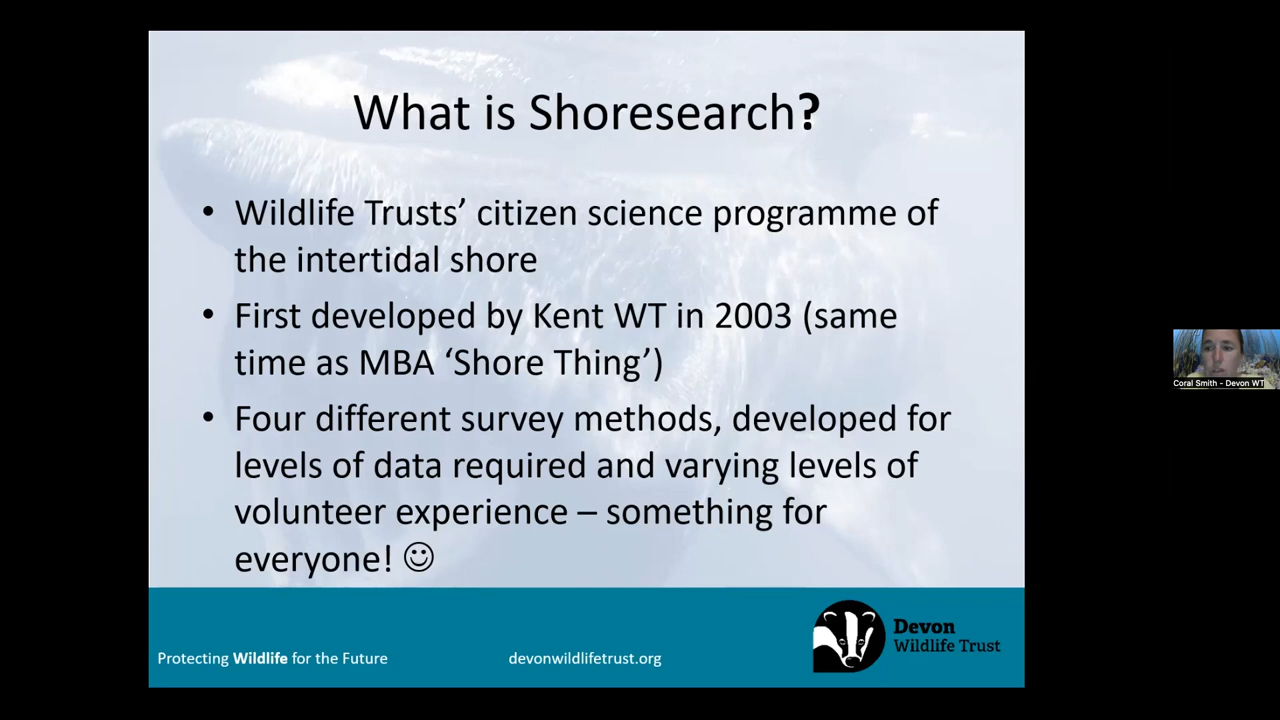 What is Shoresearch?
• Wildlife Trusts’ citizen science programme of
the intertidal shore
• First developed by Kent WT in 2003 (same
time as MBA ‘Shore Thing’)
• Four different survey methods, developed for
levels of data required and varying levels of
volunteer experience – something for
everyone! ☺
Protecting Wildlife for the Future
devonwildlifetrust.org
Devon
Wildlife Trust
Coral Smith - Devon WT